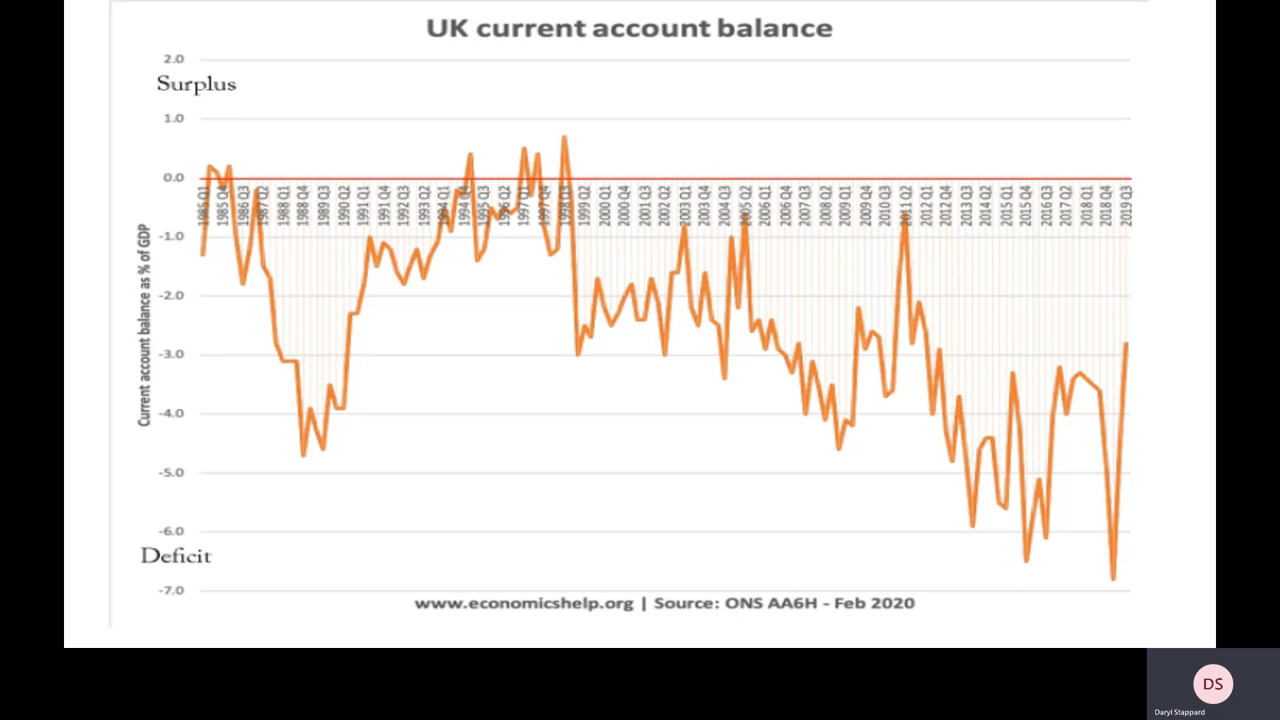 UK current account balance
2.0
Surplus
1.0
0.0
-1.0
-2.0
-3.0
-4.0
-5.0
-6.0
Deficit
-7.0
Current account balance as % of GDP
1985 Q4
1986 Q3
1987 Q2
1988 Q1
1988 Q4
1989 Q3
1990 Q2
1991 Q1
1991 Q4
1992 Q3
1993 Q2
1999 Q2
2000 Q1
2000 Q4
2001 Q3
2002 Q2
2003 Q1
2003 Q4
2004 Q3
2005 Q2
2006 Q1
2006 Q4
2007 Q3
2008 Q2
2009 Q1
2009 Q4
2010 Q3
2011 Q2
2012 Q1
2012 Q4
2013 Q3
2014 Q2
2015 Q1
2015 Q4
2016 Q3
2017 Q2
2018 Q1
2018 Q4
2019 Q3
www.economicshelp.org | Source: ONS AA6H - Feb 2020
DS
Daryl Stappard